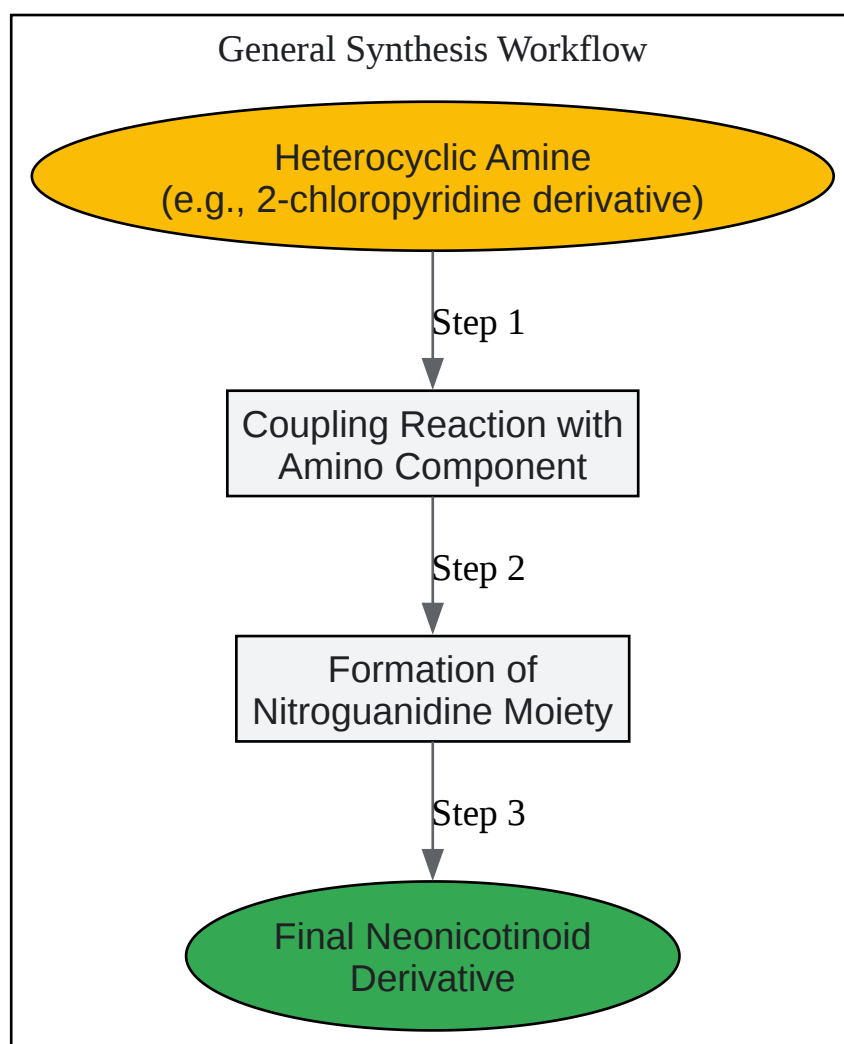 General Synthesis Workflow
Heterocyclic Amine
(e.g., 2-chloropyridine derivative)
Step 1
Coupling Reaction with
Amino Component
Step 2
Formation of
Nitroguanidine Moiety
Step 3
Final Neonicotinoid
Derivative